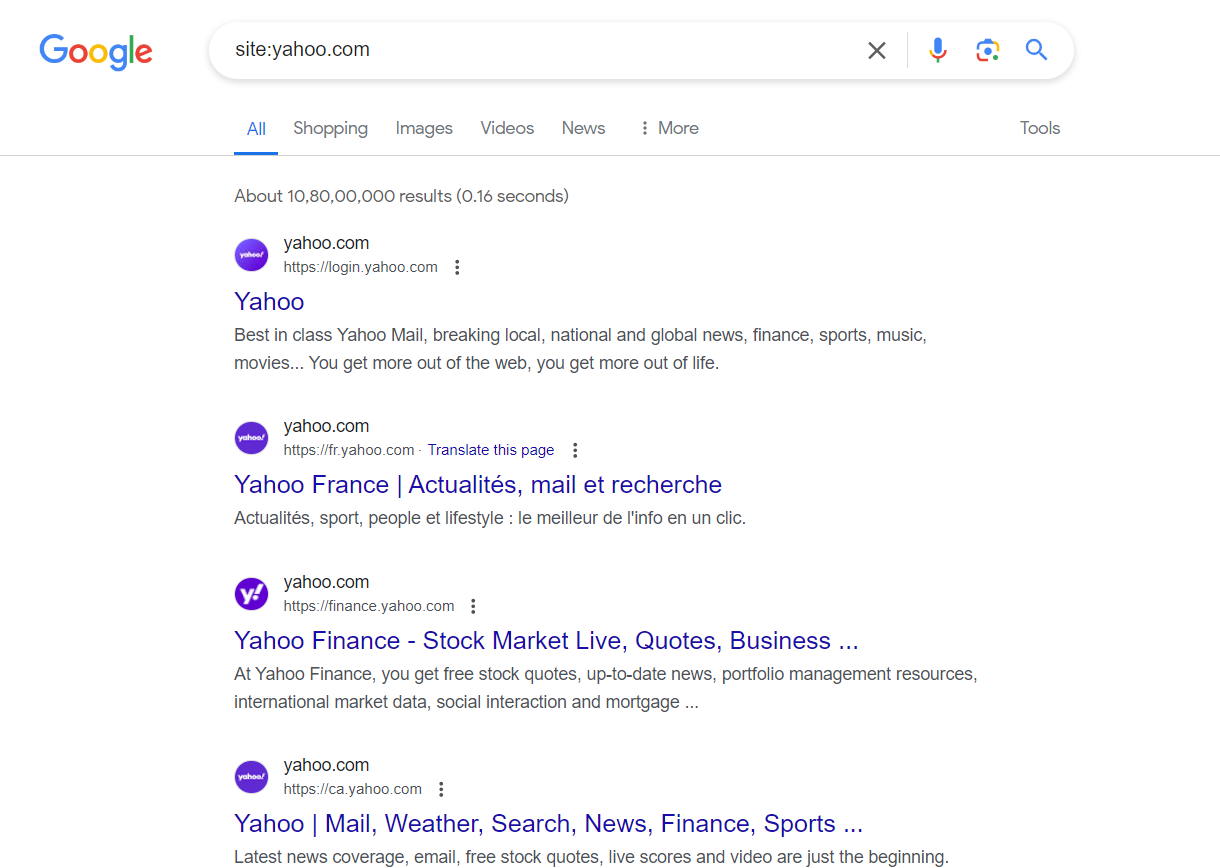 Google
site:yahoo.com
All Shopping Images Videos News More Tools
About 10,80,00,000 results (0.16 seconds)
yahoo!
yahoo.com
https://login.yahoo.com
Yahoo
Best in class Yahoo Mail, breaking local, national and global news, finance, sports, music,
movies... You get more out of the web, you get more out of life.
yahoo!
yahoo.com
https://fr.yahoo.com · Translate this page
Yahoo France | Actualités, mail et recherche
Actualités, sport, people et lifestyle : le meilleur de l'info en un clic.
y!
yahoo.com
https://finance.yahoo.com
Yahoo Finance - Stock Market Live, Quotes, Business ...
At Yahoo Finance, you get free stock quotes, up-to-date news, portfolio management resources,
international market data, social interaction and mortgage ...
yahoo!
yahoo.com
https://ca.yahoo.com
Yahoo | Mail, Weather, Search, News, Finance, Sports ...
Latest news coverage, email, free stock quotes, live scores and video are just the beginning.